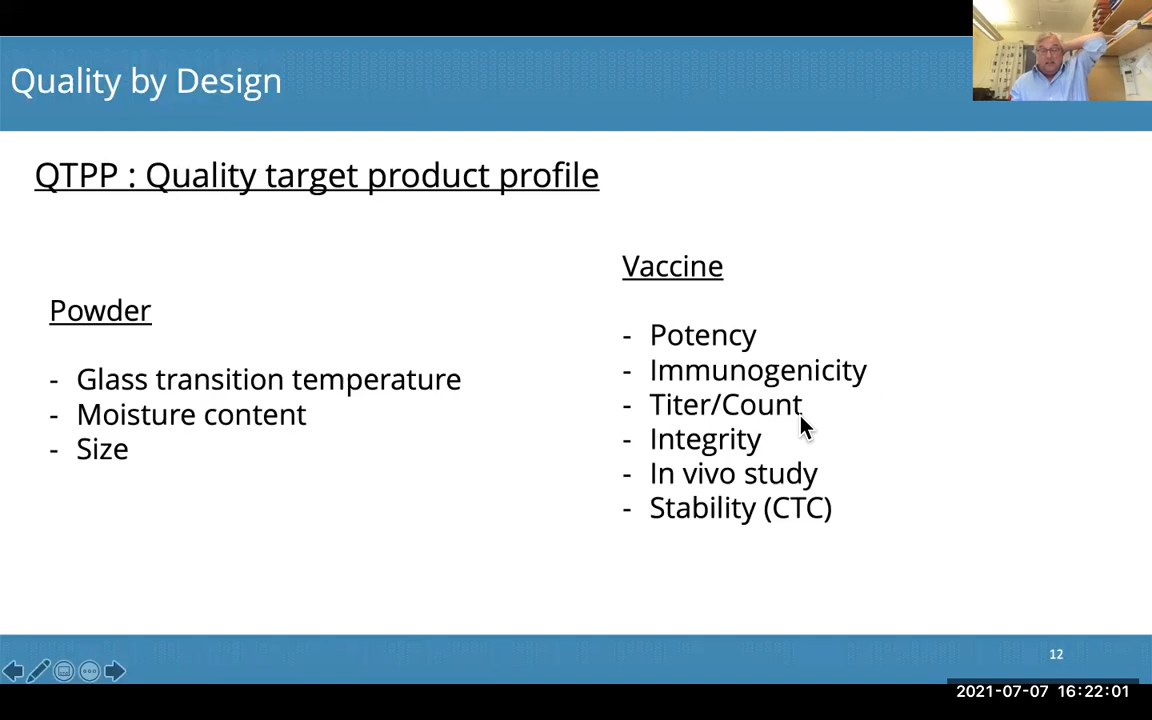 Quality by Design
QTPP : Quality target product profile
Powder
- Glass transition temperature
- Moisture content
- Size
Vaccine
- Potency
- Immunogenicity
- Titer/Count
- Integrity
- In vivo study
- Stability (CTC)
12
2021-07-07 16:22:01